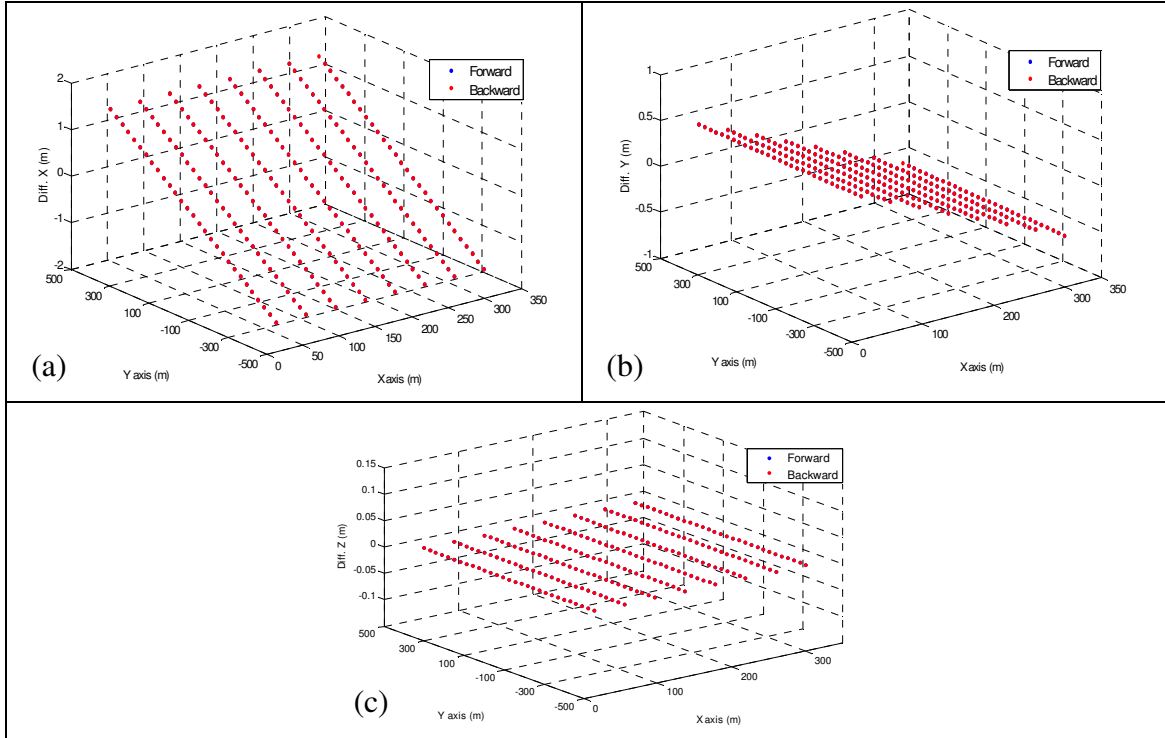 2
1
0
-1
-2
Diff. X (m)
500
300
100
-100
-300
-500
Y axis (m)
0
50
100
150
200
250
300
350
X axis (m)
Forward
Backward
(a)
1
0.5
0
-0.5
-1
Diff. Y (m)
500
300
100
-100
-300
-500
Y axis (m)
0
100
200
300
350
X axis (m)
Forward
Backward
(b)
0.15
0.1
0.05
0
-0.05
-0.1
Diff. Z (m)
500
300
100
-100
-300
-500
Y axis (m)
0
100
200
300
X axis (m)
Forward
Backward
(c)